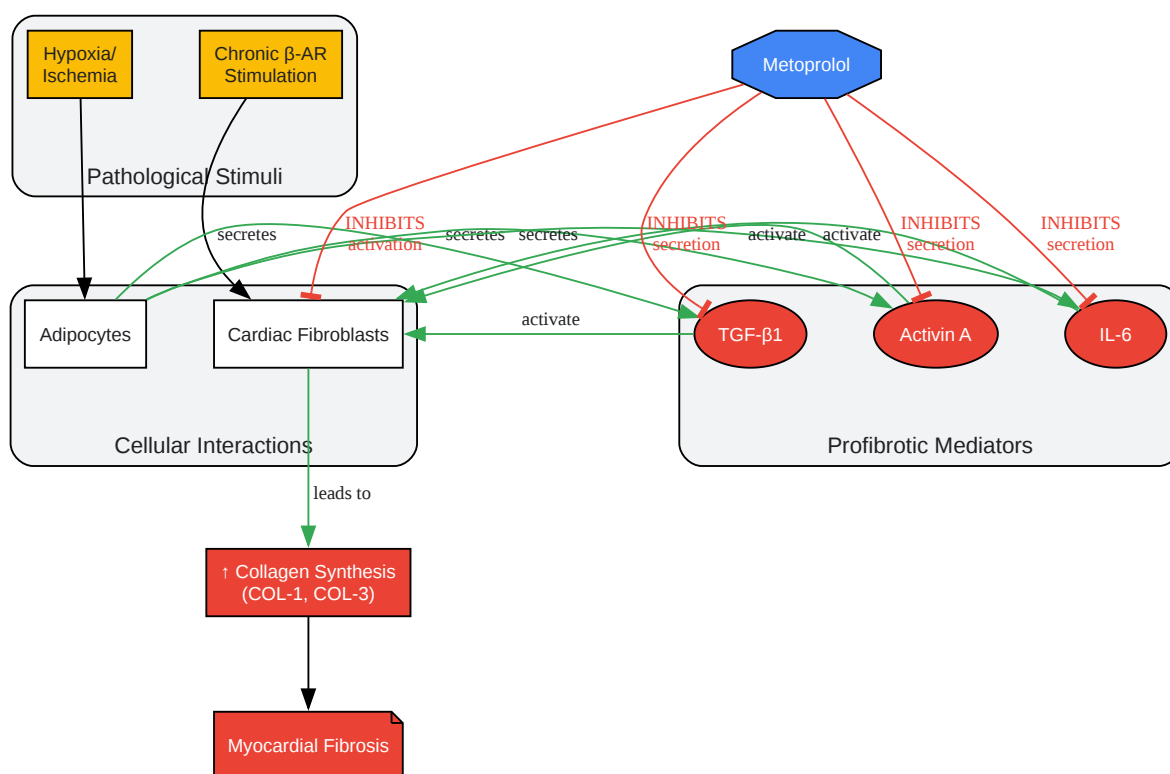 Hypoxia/
Ischemia
Chronic β-AR
Stimulation
Metoprolol
Pathological Stimuli
secretes
INHIBITS
activation
secretes
secretes
INHIBITS
secretion
activate
activate
INHIBITS
secretion
INHIBITS
secretion
Adipocytes
Cardiac Fibroblasts
activate
TGF-β1
Activin A
IL-6
Cellular Interactions
Profibrotic Mediators
leads to
↑ Collagen Synthesis
(COL-1, COL-3)
Myocardial Fibrosis